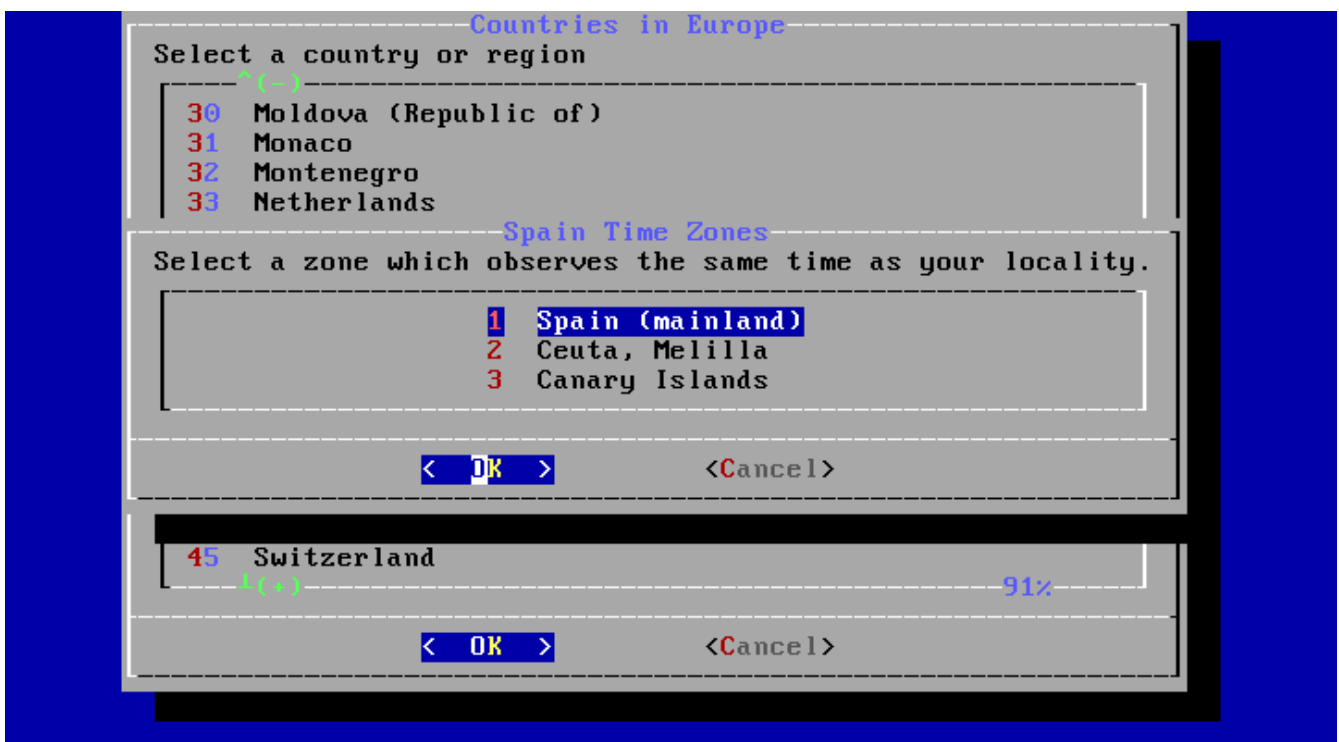 Countries in Europe
Select a country or region
^(-)
30 Moldova (Republic of)
31 Monaco
32 Montenegro
33 Netherlands
Spain Time Zones
Select a zone which observes the same time as your locality.
1 Spain (mainland)
2 Ceuta, Melilla
3 Canary Islands
< OK > <Cancel>
45 Switzerland
┴(+) 91%
< OK > <Cancel>